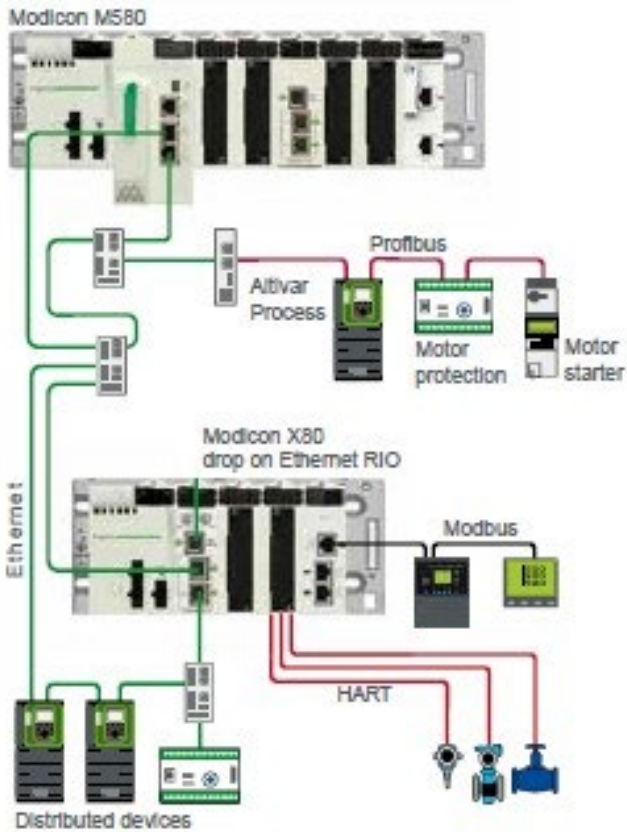 Modicon M580
Profibus
Altivar
Process
Motor
protection
Motor
starter
Modicon X80
drop on Ethernet RIO
Ethernet
Modbus
HART
Distributed devices